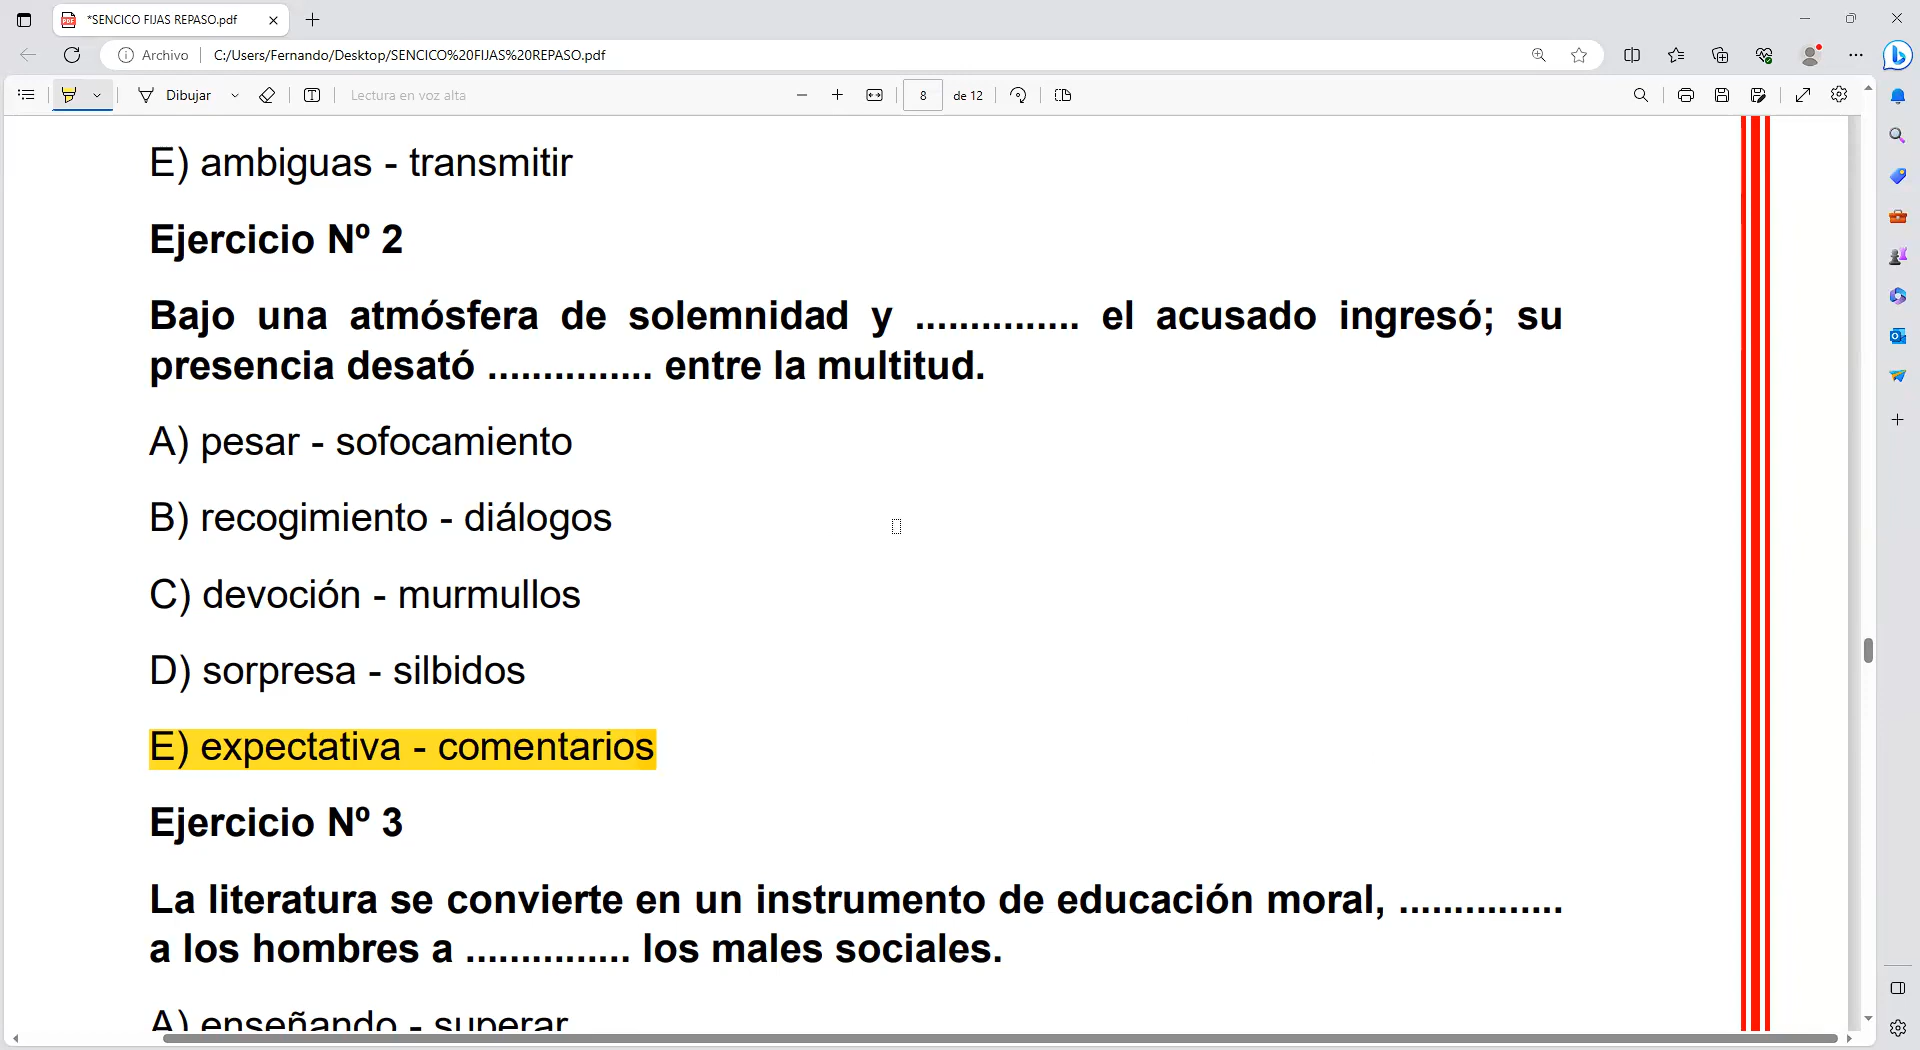 *SENCICO FIJAS REPASO.pdf
Archivo
C:/Users/Fernando/Desktop/SENCICO%20FIJAS%20REPASO.pdf
Dibujar
Lectura en voz alta
8
de 12
E) ambiguas - transmitir
Ejercicio Nº 2
Bajo una atmósfera de solemnidad y ............... el acusado ingresó; su
presencia desató ............... entre la multitud.
A) pesar - sofocamiento
B) recogimiento - diálogos
C) devoción - murmullos
D) sorpresa - silbidos
E) expectativa - comentarios
Ejercicio Nº 3
La literatura se convierte en un instrumento de educación moral, ...............
a los hombres a ............... los males sociales.
A) enseñando - superar